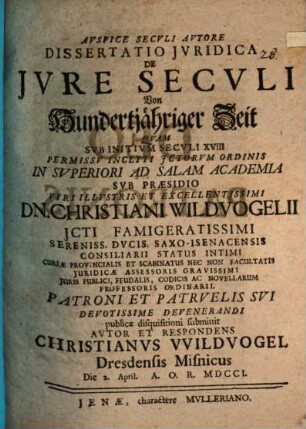 AVSPICE SECVLI AVTORE
DISSERTATIO JVRIDICA 28.
DE
JVRE SECVLI
Von
Hundertjähriger Zeit
QVAM
SVB INITIVM SECVLI XVIII
PERMISSV INCLYTI JCTORVM ORDINIS
IN SVPERIORI AD SALAM ACADEMIA
SVB PRÆSIDIO
VIRI ILLVSTRIS ET EXCELLENTISSIMI
DN. CHRISTIANI WILDVOGELII
JCTI FAMIGERATISSIMI
SERENISS. DVCIS. SAXO-ISENACENSIS
CONSILIARII STATUS INTIMI
CURIÆ PROVINCIALIS ET SCABINATUS NEC NON FACULTATIS
JURIDICÆ ASSESSORIS GRAVISSIMI
JURIS PUBLICI, FEUDALIS, CODICIS AC NOVELLARUM
PROFESSORIS ORDINARII.
PATRONI ET PATRVELIS SVI
DEVOTISSIME DEVENERANDI
publicæ disquisitioni submittit
AVTOR ET RESPONDENS
CHRISTIANVS VVILDVOGEL
Dresdensis Misnicus
Die 2. April. A. O. R. MDCCI.
JENÆ, charactere MVLLERIANO.